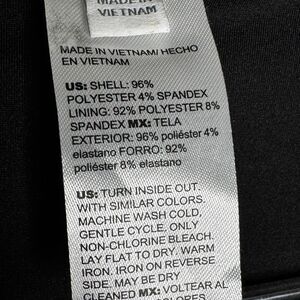 MADE IN
VIETNAM
MADE IN VIETNAM/ HECHO
EN VIETNAM
US: SHELL: 96%
POLYESTER 4% SPANDEX
LINING: 92% POLYESTER 8%
SPANDEX MX: TELA
EXTERIOR: 96% poliéster 4%
elastano FORRO: 92%
poliéster 8% elastano
US: TURN INSIDE OUT.
WITH SIMILAR COLORS.
MACHINE WASH COLD,
GENTLE CYCLE, ONLY
NON-CHLORINE BLEACH.
LAY FLAT TO DRY. WARM
IRON. IRON ON REVERSE
SIDE. MAY BE DRY
CLEANED MX: VOLTEAR AL
COLORES